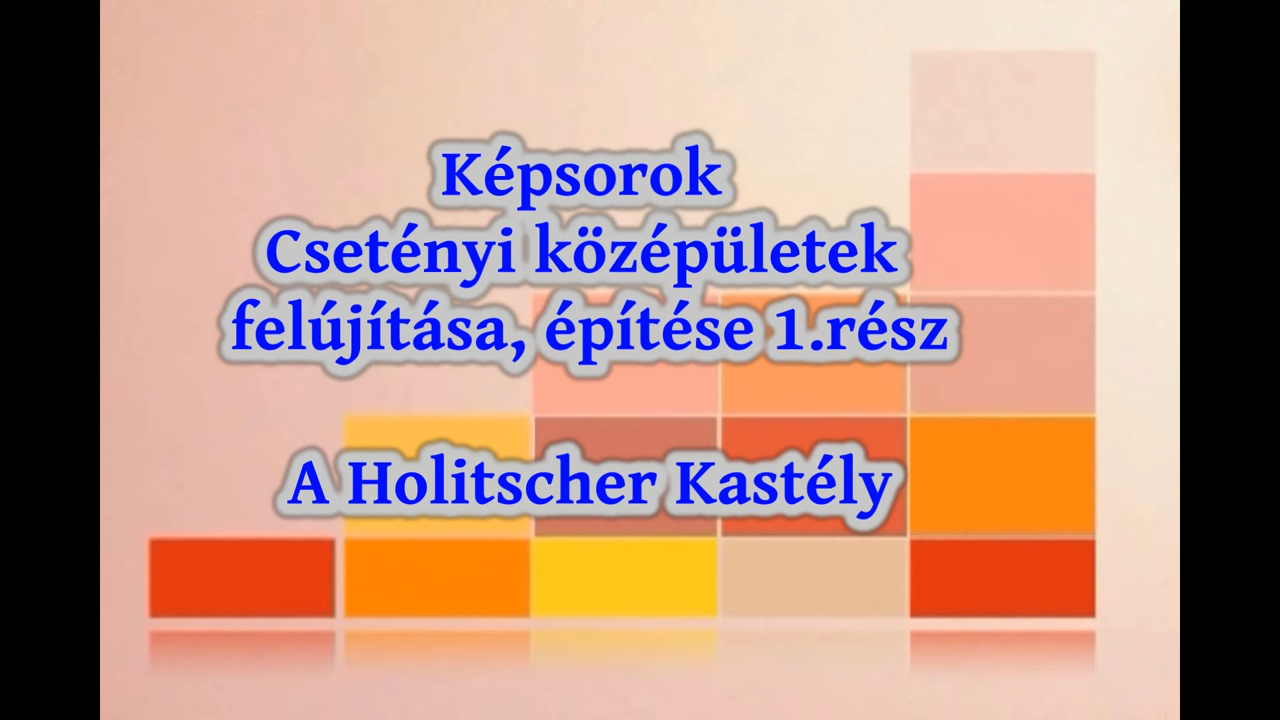 Képsorok
Csetényi középületek
felújítása, építése 1.rész
A Holitscher Kastély